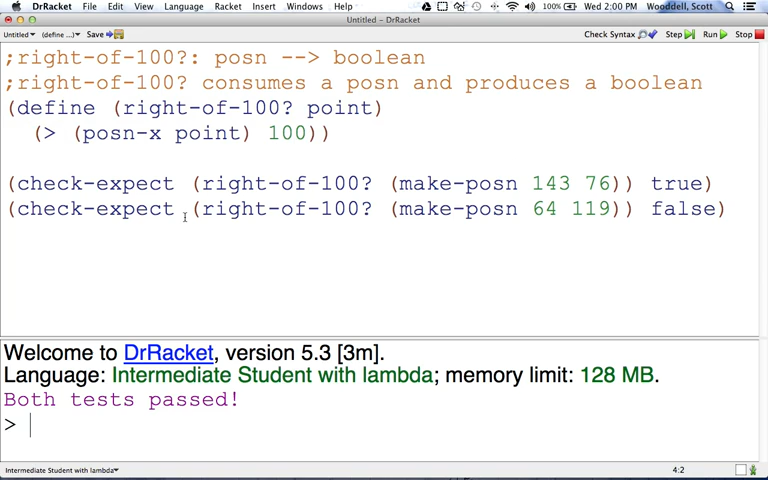 DrRacket File Edit View Language Racket Insert Windows Help 100% Wed 2:00 PM Wooddell, Scott
Untitled - DrRacket
Untitled (define ...) Save Check Syntax Step Run Stop
;right-of-100?: posn --> boolean
;right-of-100? consumes a posn and produces a boolean
(define (right-of-100? point)
(> (posn-x point) 100))
(check-expect (right-of-100? (make-posn 143 76)) true)
(check-expect (right-of-100? (make-posn 64 119)) false)
Welcome to DrRacket, version 5.3 [3m].
Language: Intermediate Student with lambda; memory limit: 128 MB.
Both tests passed!
>
Intermediate Student with lambda 4:2